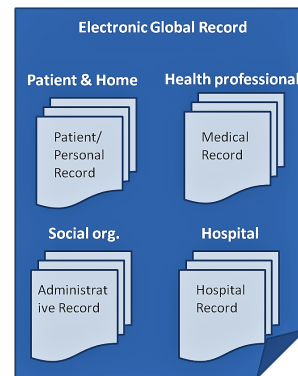 Electronic Global Record
Patient & Home
Health professional
Patient/
Personal
Record
Medical
Record
Social org.
Hospital
Administrat
ive Record
Hospital
Record